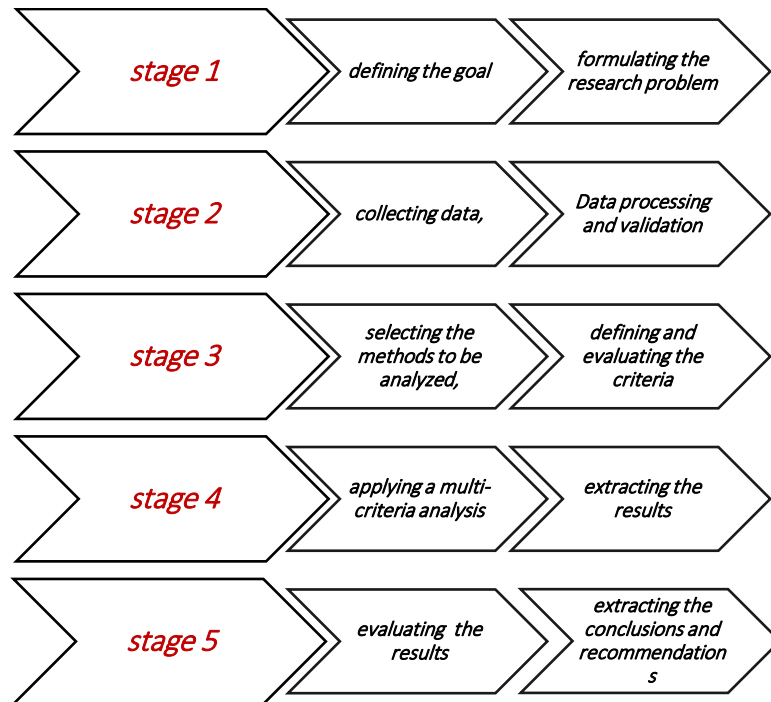 stage 1
defining the goal
formulating the
research problem
stage 2
collecting data,
Data processing
and validation
stage 3
selecting the
methods to be
analyzed,
defining and
evaluating the
criteria
stage 4
applying a multi-
criteria analysis
extracting the
results
stage 5
evaluating  the
results
extracting the
conclusions and
recommendation
s